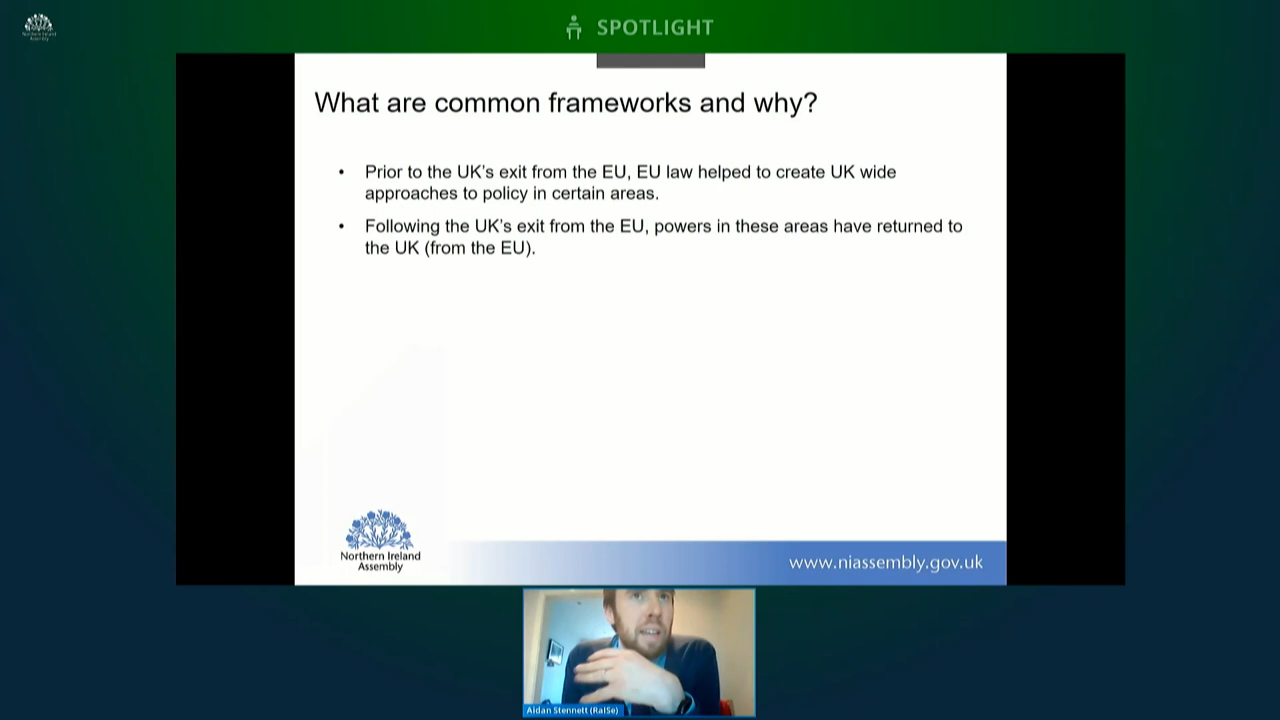 Northern Ireland
Assembly
SPOTLIGHT
What are common frameworks and why?
• Prior to the UK's exit from the EU, EU law helped to create UK wide
approaches to policy in certain areas.
• Following the UK's exit from the EU, powers in these areas have returned to
the UK (from the EU).
Northern Ireland
Assembly
www.niassembly.gov.uk
Aidan Stennett (RaISe)